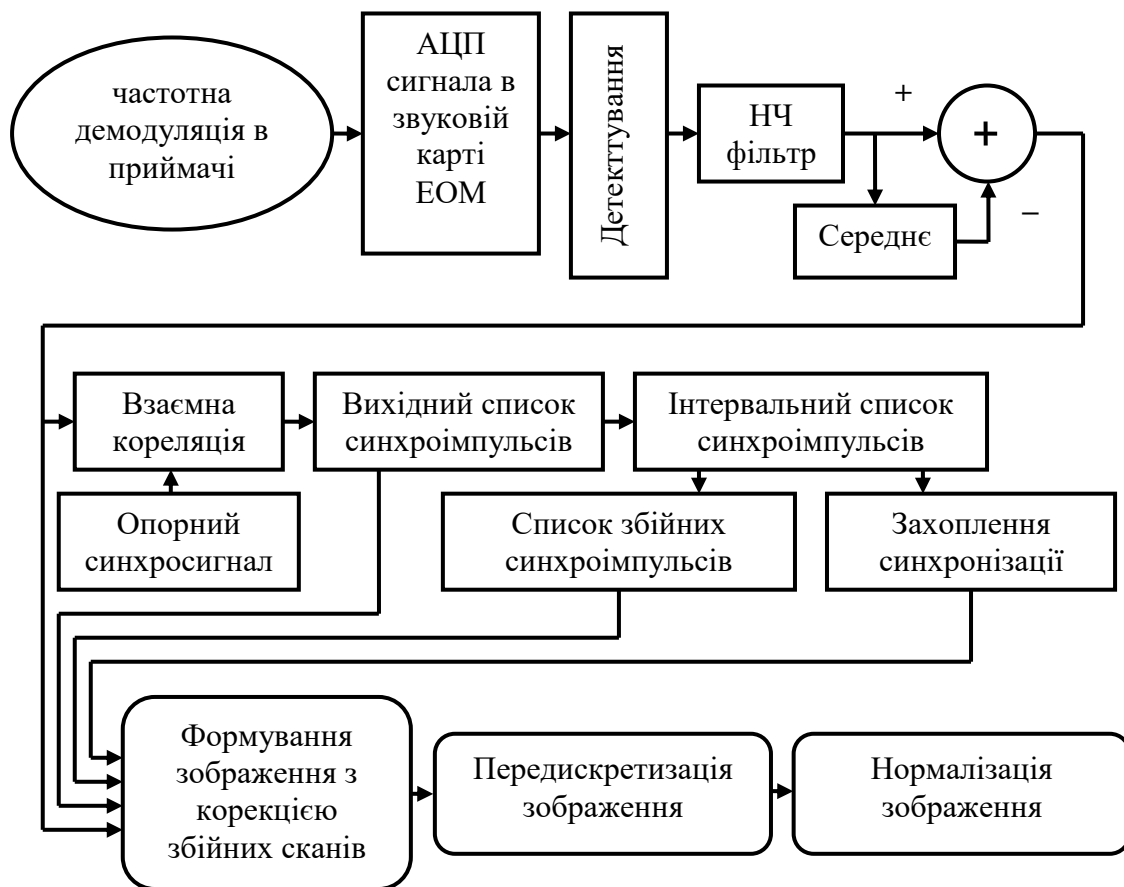 частотна
демодуляція в
приймачі
АЦП
сигнала в
звуковій
карті
ЕОМ
Детекттування
НЧ
фільтр
+
+
Середнє
–
Взаємна
кореляція
Вихідний список
синхроімпульсів
Інтервальний список
синхроімпульсів
Опорний
синхросигнал
Список збійних
синхроімпульсів
Захоплення
синхронізації
Формування
зображення з
корекцією
збійних сканів
Передискретизація
зображення
Нормалізація
зображення